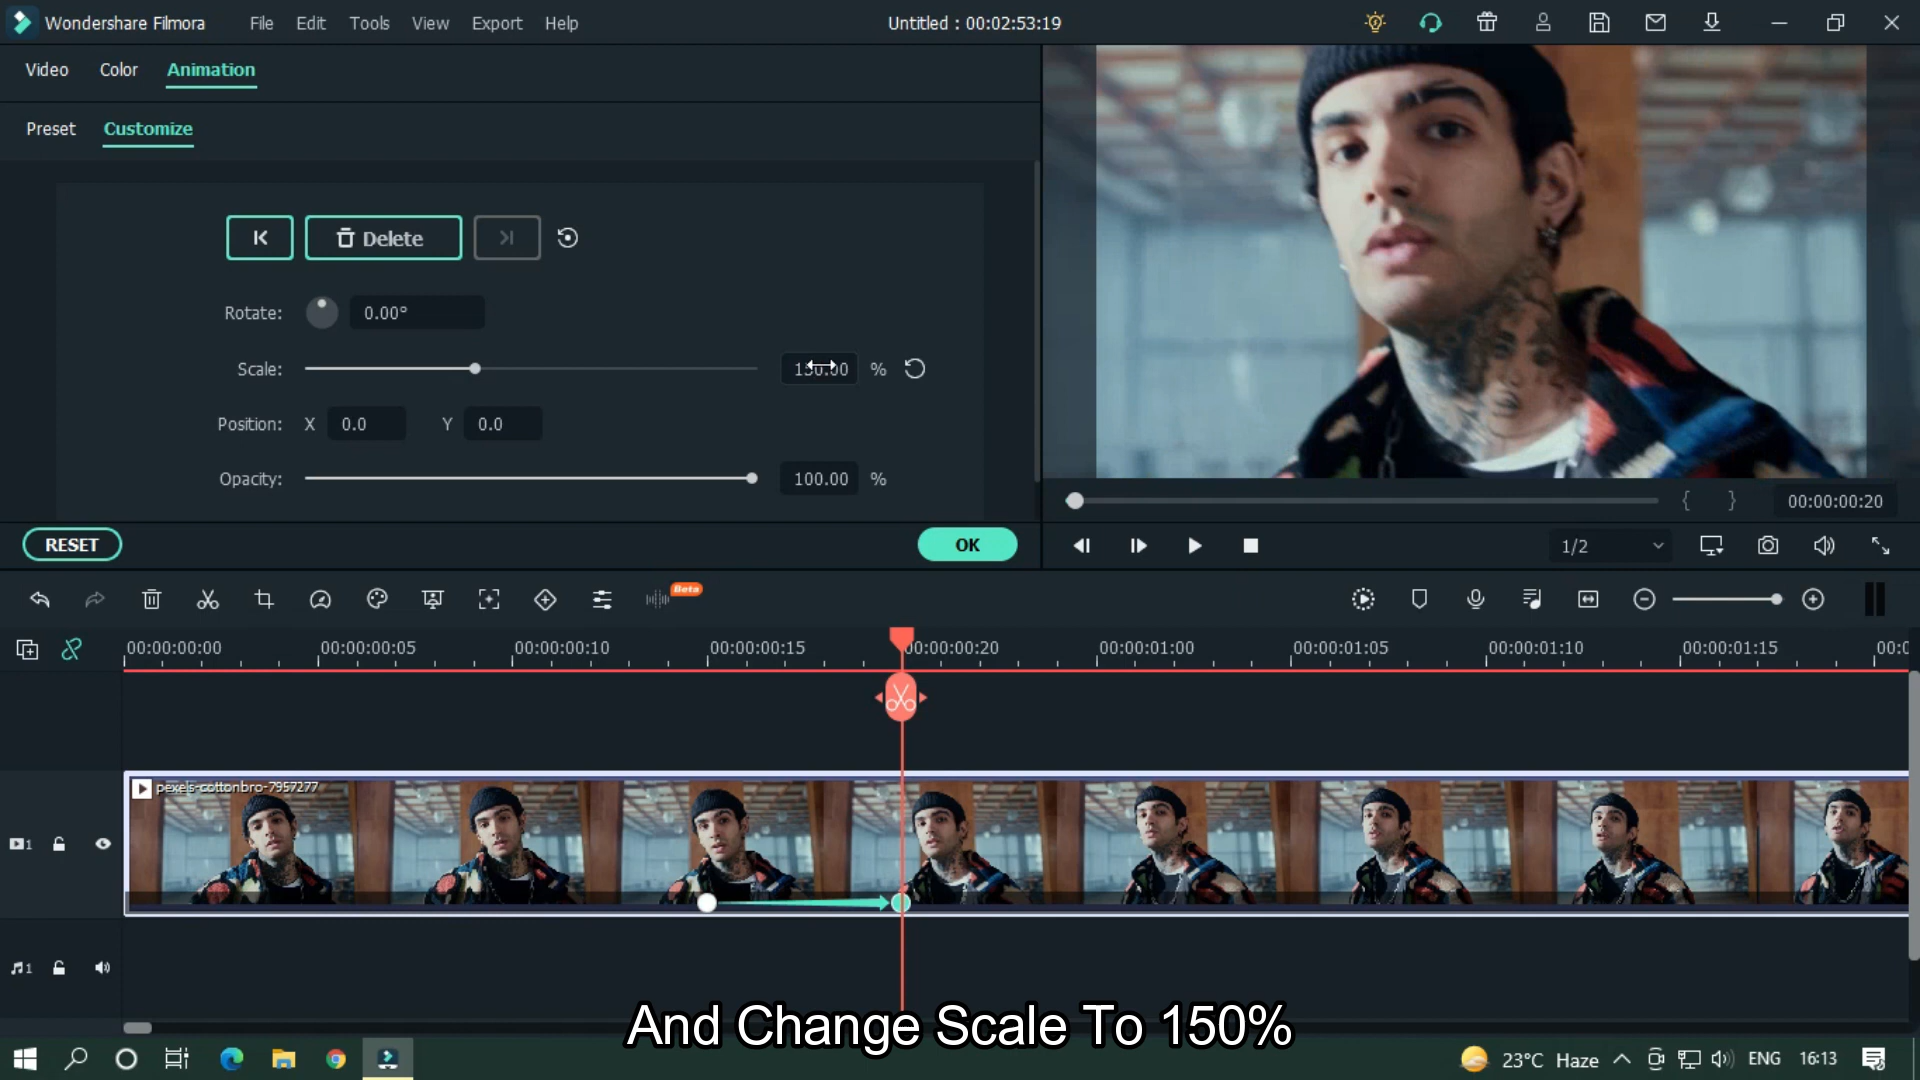 Wondershare Filmora
File Edit Tools View Export Help
Untitled : 00:02:53:19
Video Color Animation
Preset Customize
Delete
Rotate: 0.00°
Scale: 150.00 %
Position: X 0.0 Y 0.0
Opacity: 100.00 %
RESET OK
{ } 00:00:00:20
1/2
Beta
00:00:00:00 00:00:00:05 00:00:00:10 00:00:00:15 00:00:00:20 00:00:01:00 00:00:01:05 00:00:01:10 00:00:01:15 00:0
pexels-cottonbro-7957277
1
1
And Change Scale To 150%
23°C Haze ENG 16:13